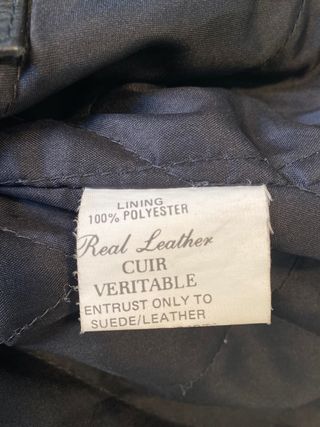 LINING
100% POLYESTER
Real Leather
CUIR
VERITABLE
ENTRUST ONLY TO
SUEDE/LEATHER